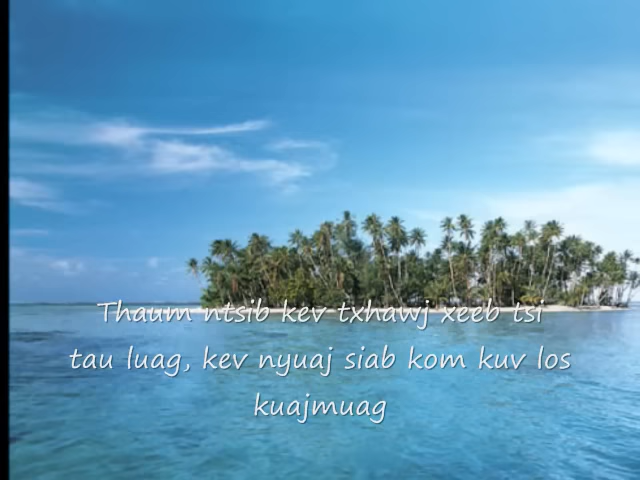 Thaum ntsib kev txhawj xeeb tsi
tau luag, kev nyuaj siab kom kuv los
kuajmuag